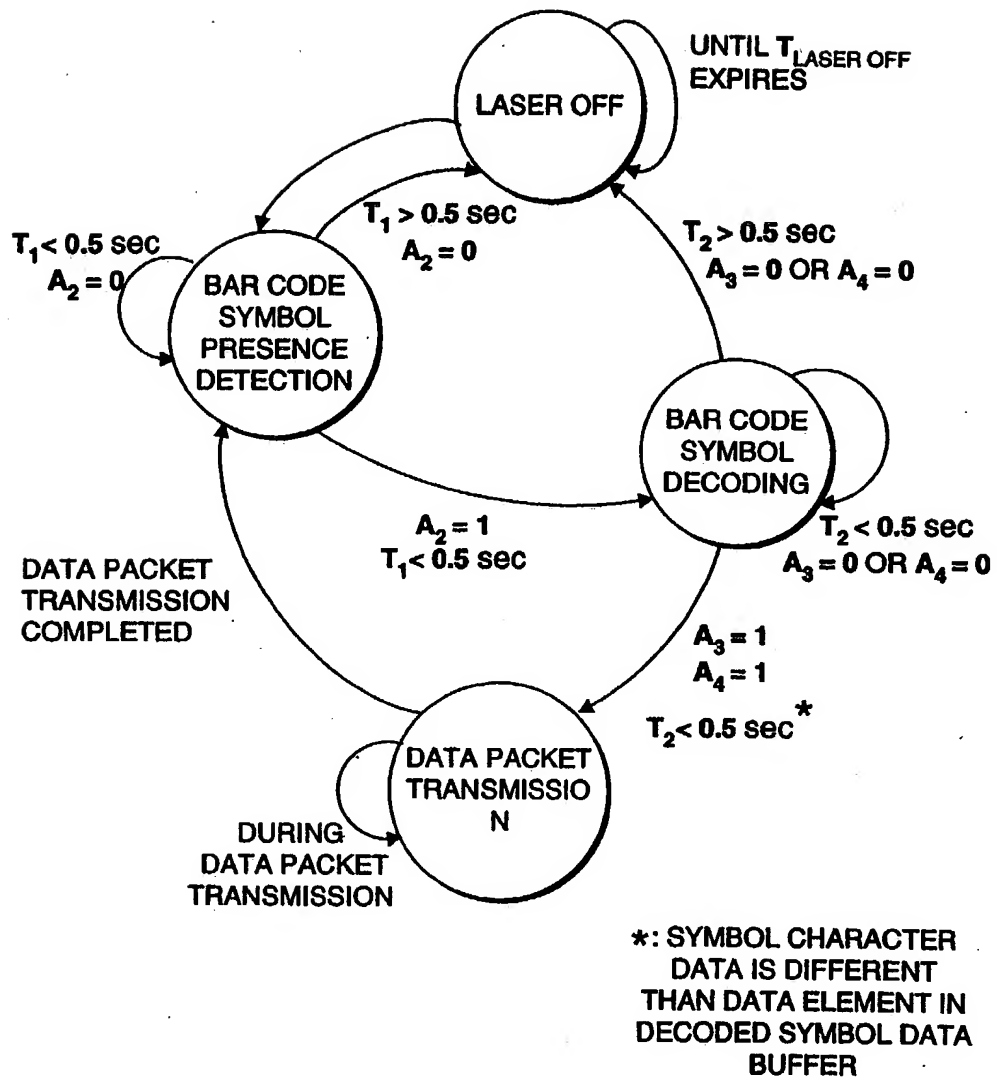 UNTIL T_LASER OFF
EXPIRES
LASER OFF
T₁ > 0.5 sec
A₂ = 0
T₂ > 0.5 sec
A₃ = 0 OR A₄ = 0
T₁ < 0.5 sec
A₂ = 0
BAR CODE
SYMBOL
PRESENCE
DETECTION
BAR CODE
SYMBOL
DECODING
A₂ = 1
T₁ < 0.5 sec
T₂ < 0.5 sec
A₃ = 0 OR A₄ = 0
DATA PACKET
TRANSMISSION
COMPLETED
A₃ = 1
A₄ = 1
T₂ < 0.5 sec*
DATA PACKET
TRANSMISSIO
N
DURING
DATA PACKET
TRANSMISSION
*: SYMBOL CHARACTER
DATA IS DIFFERENT
THAN DATA ELEMENT IN
DECODED SYMBOL DATA
BUFFER